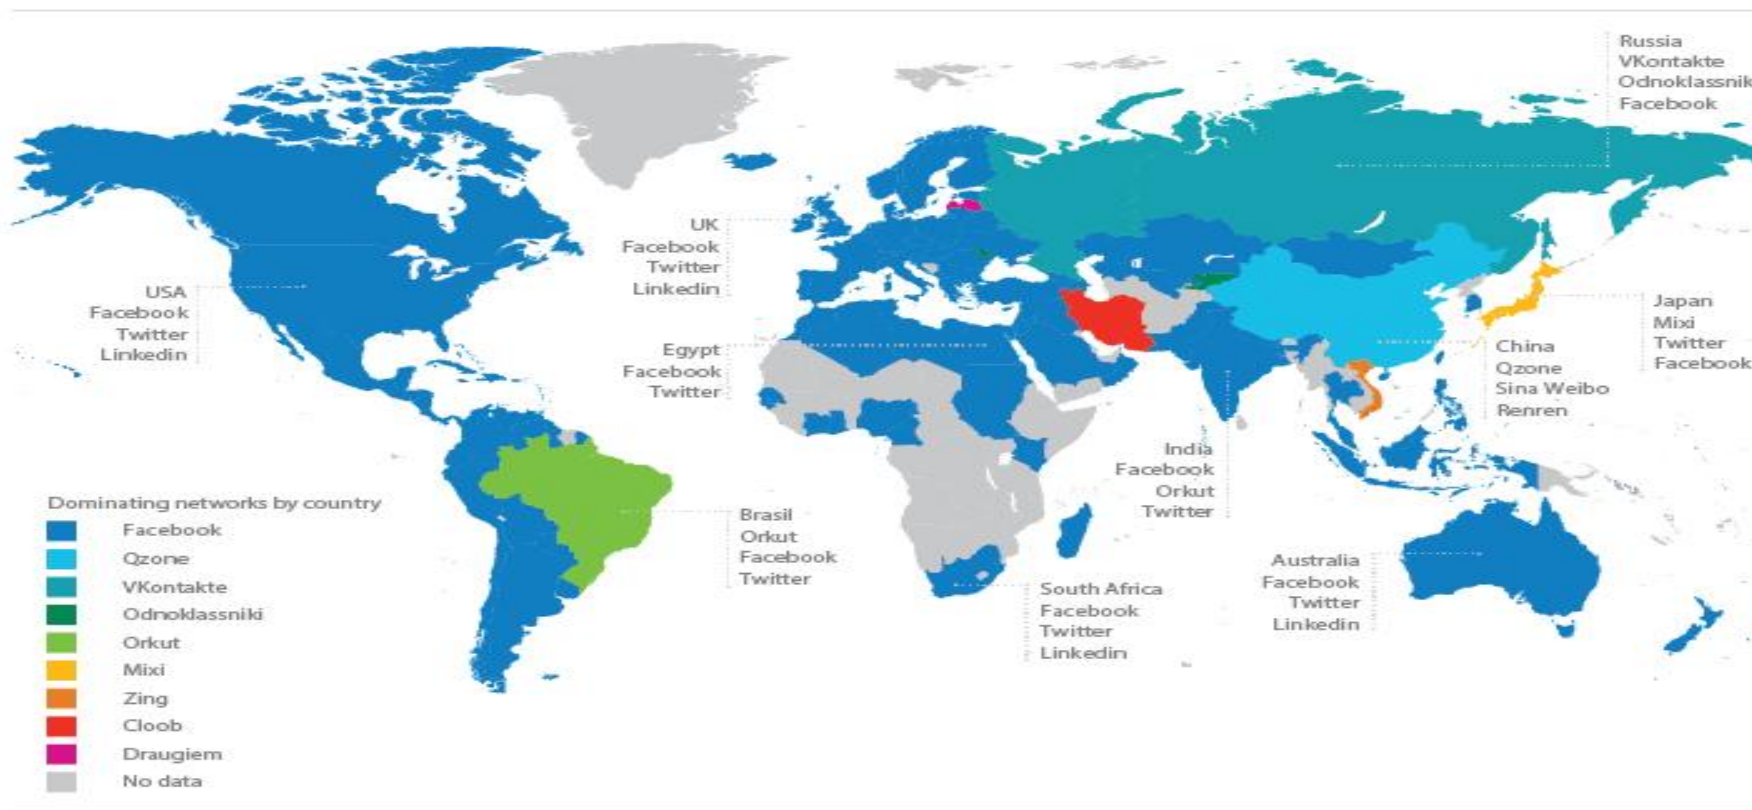 Russia
VKontakte
Odnoklassnik
Facebook
UK
Facebook
Twitter
Linkedin
USA
Facebook
Twitter
Linkedin
Egypt
Facebook
Twitter
Japan
Mixi
Twitter
Facebook
China
Qzone
Sina Weibo
Renren
India
Facebook
Orkut
Twitter
Brasil
Orkut
Facebook
Twitter
South Africa
Facebook
Twitter
Linkedin
Australia
Facebook
Twitter
Linkedin
Dominating networks by country
Facebook
Qzone
VKontakte
Odnoklassniki
Orkut
Mixi
Zing
Cloob
Draugiem
No data